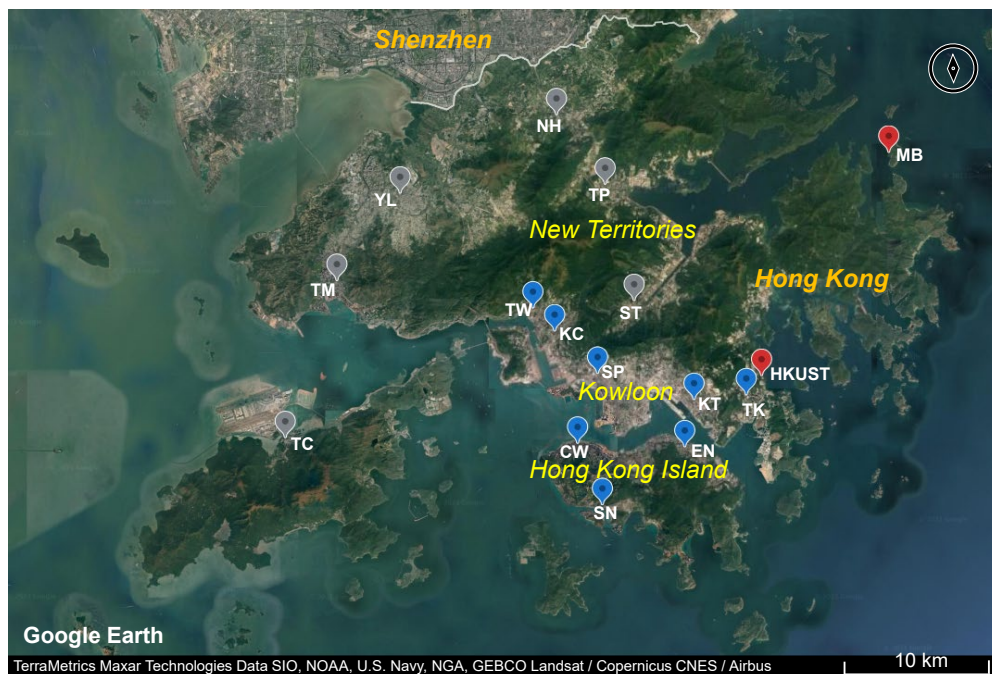 Shenzhen
NH
MB
YL
TP
New Territories
TM
Hong Kong
TW
ST
KC
SP
HKUST
Kowloon
KT
TK
TC
CW
EN
Hong Kong Island
SN
Google Earth
TerraMetrics Maxar Technologies Data SIO, NOAA, U.S. Navy, NGA, GEBCO Landsat / Copernicus CNES / Airbus
10 km